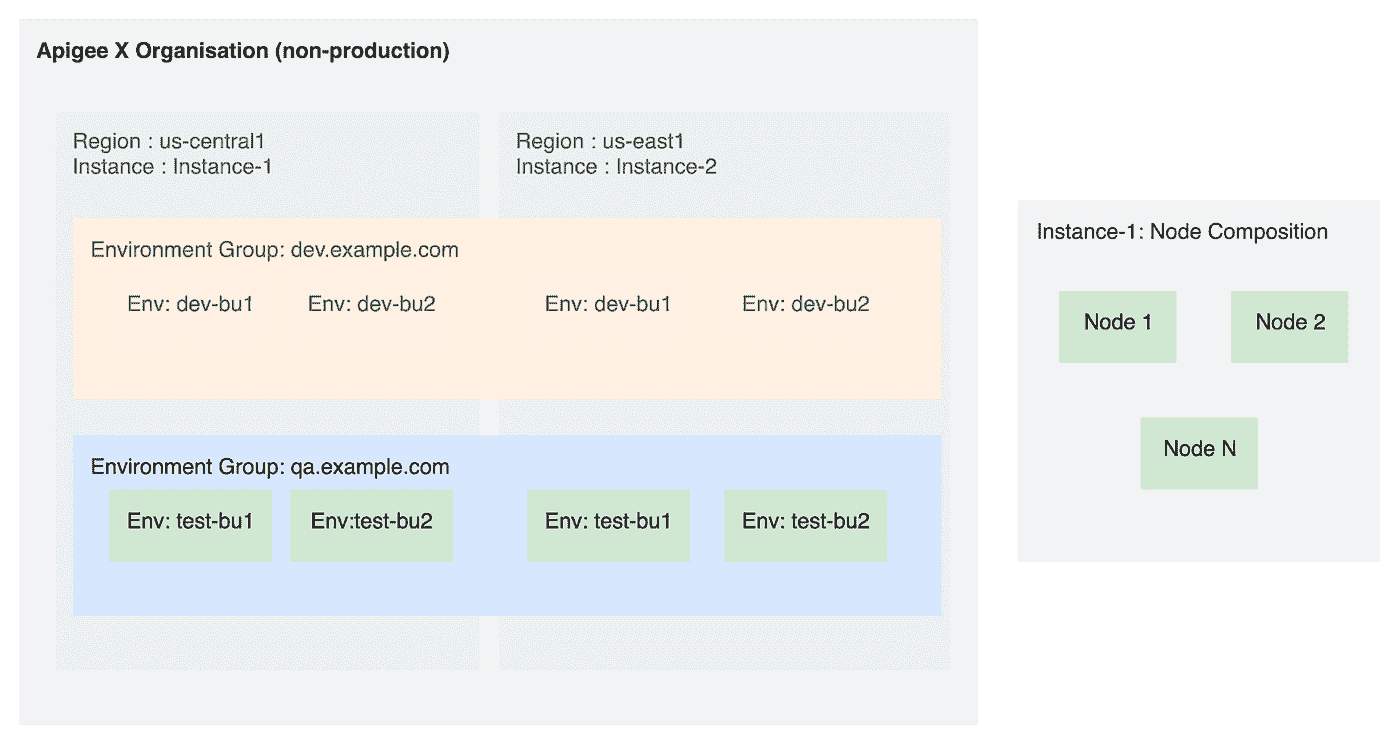 Apigee X Organisation (non-production)
Region : us-central1
Instance : Instance-1
Region : us-east1
Instance : Instance-2
Environment Group: dev.example.com
Env: dev-bu1
Env: dev-bu2
Env: dev-bu1
Env: dev-bu2
Environment Group: qa.example.com
Env: test-bu1
Env:test-bu2
Env: test-bu1
Env: test-bu2
Instance-1: Node Composition
Node 1
Node 2
Node N